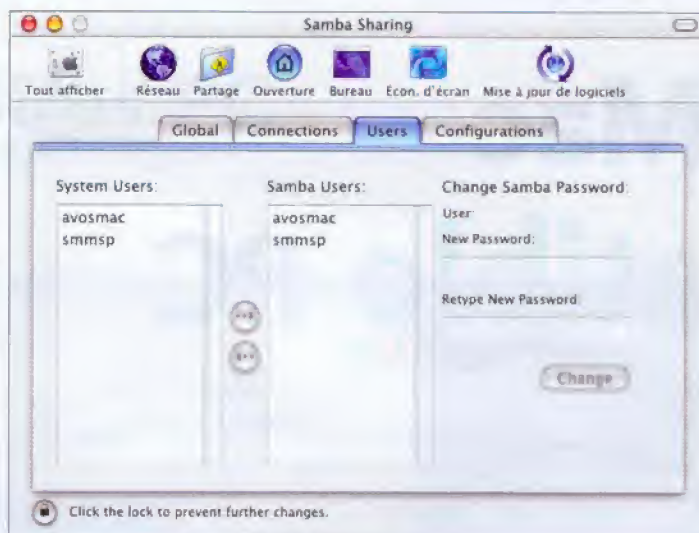 Samba Sharing
Tout afficher Réseau Partage Ouverture Bureau Écon. d'écran Mise à jour de logiciels
Global Connections Users Configurations
System Users: Samba Users: Change Samba Password:
avosmac avosmac User:
smmsp smmsp New Password:
Retype New Password
Change
Click the lock to prevent further changes.